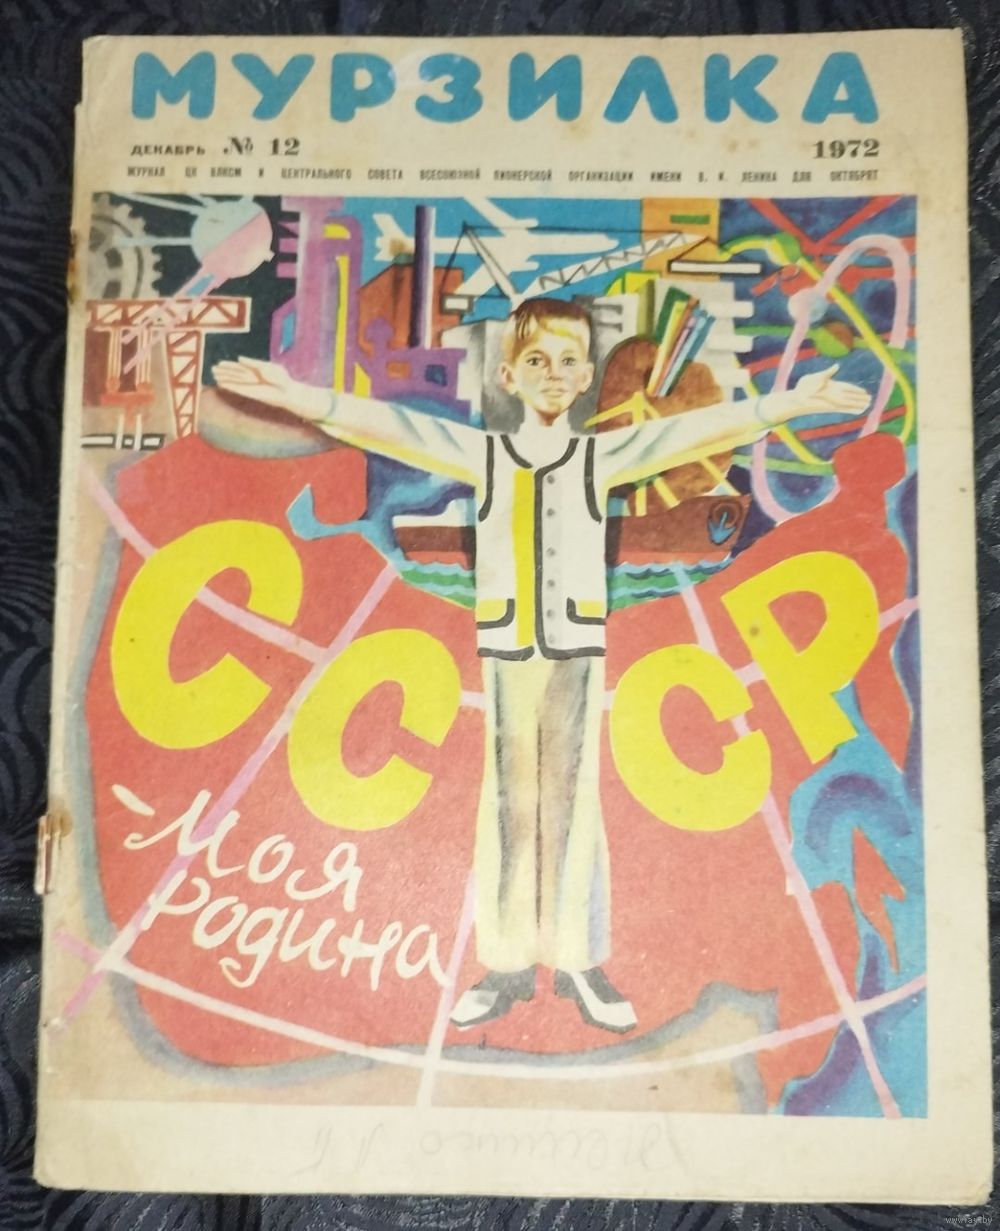 МУРЗИЛКА
ДЕКАБРЬ № 12 1972
ЖУРНАЛ ЦК ВЛКСМ И ЦЕНТРАЛЬНОГО СОВЕТА ВСЕСОЮЗНОЙ ПИОНЕРСКОЙ ОРГАНИЗАЦИИ ИМЕНИ В. И. ЛЕНИНА ДЛЯ ОКТЯБРЯТ
СССР
-Моя
родина